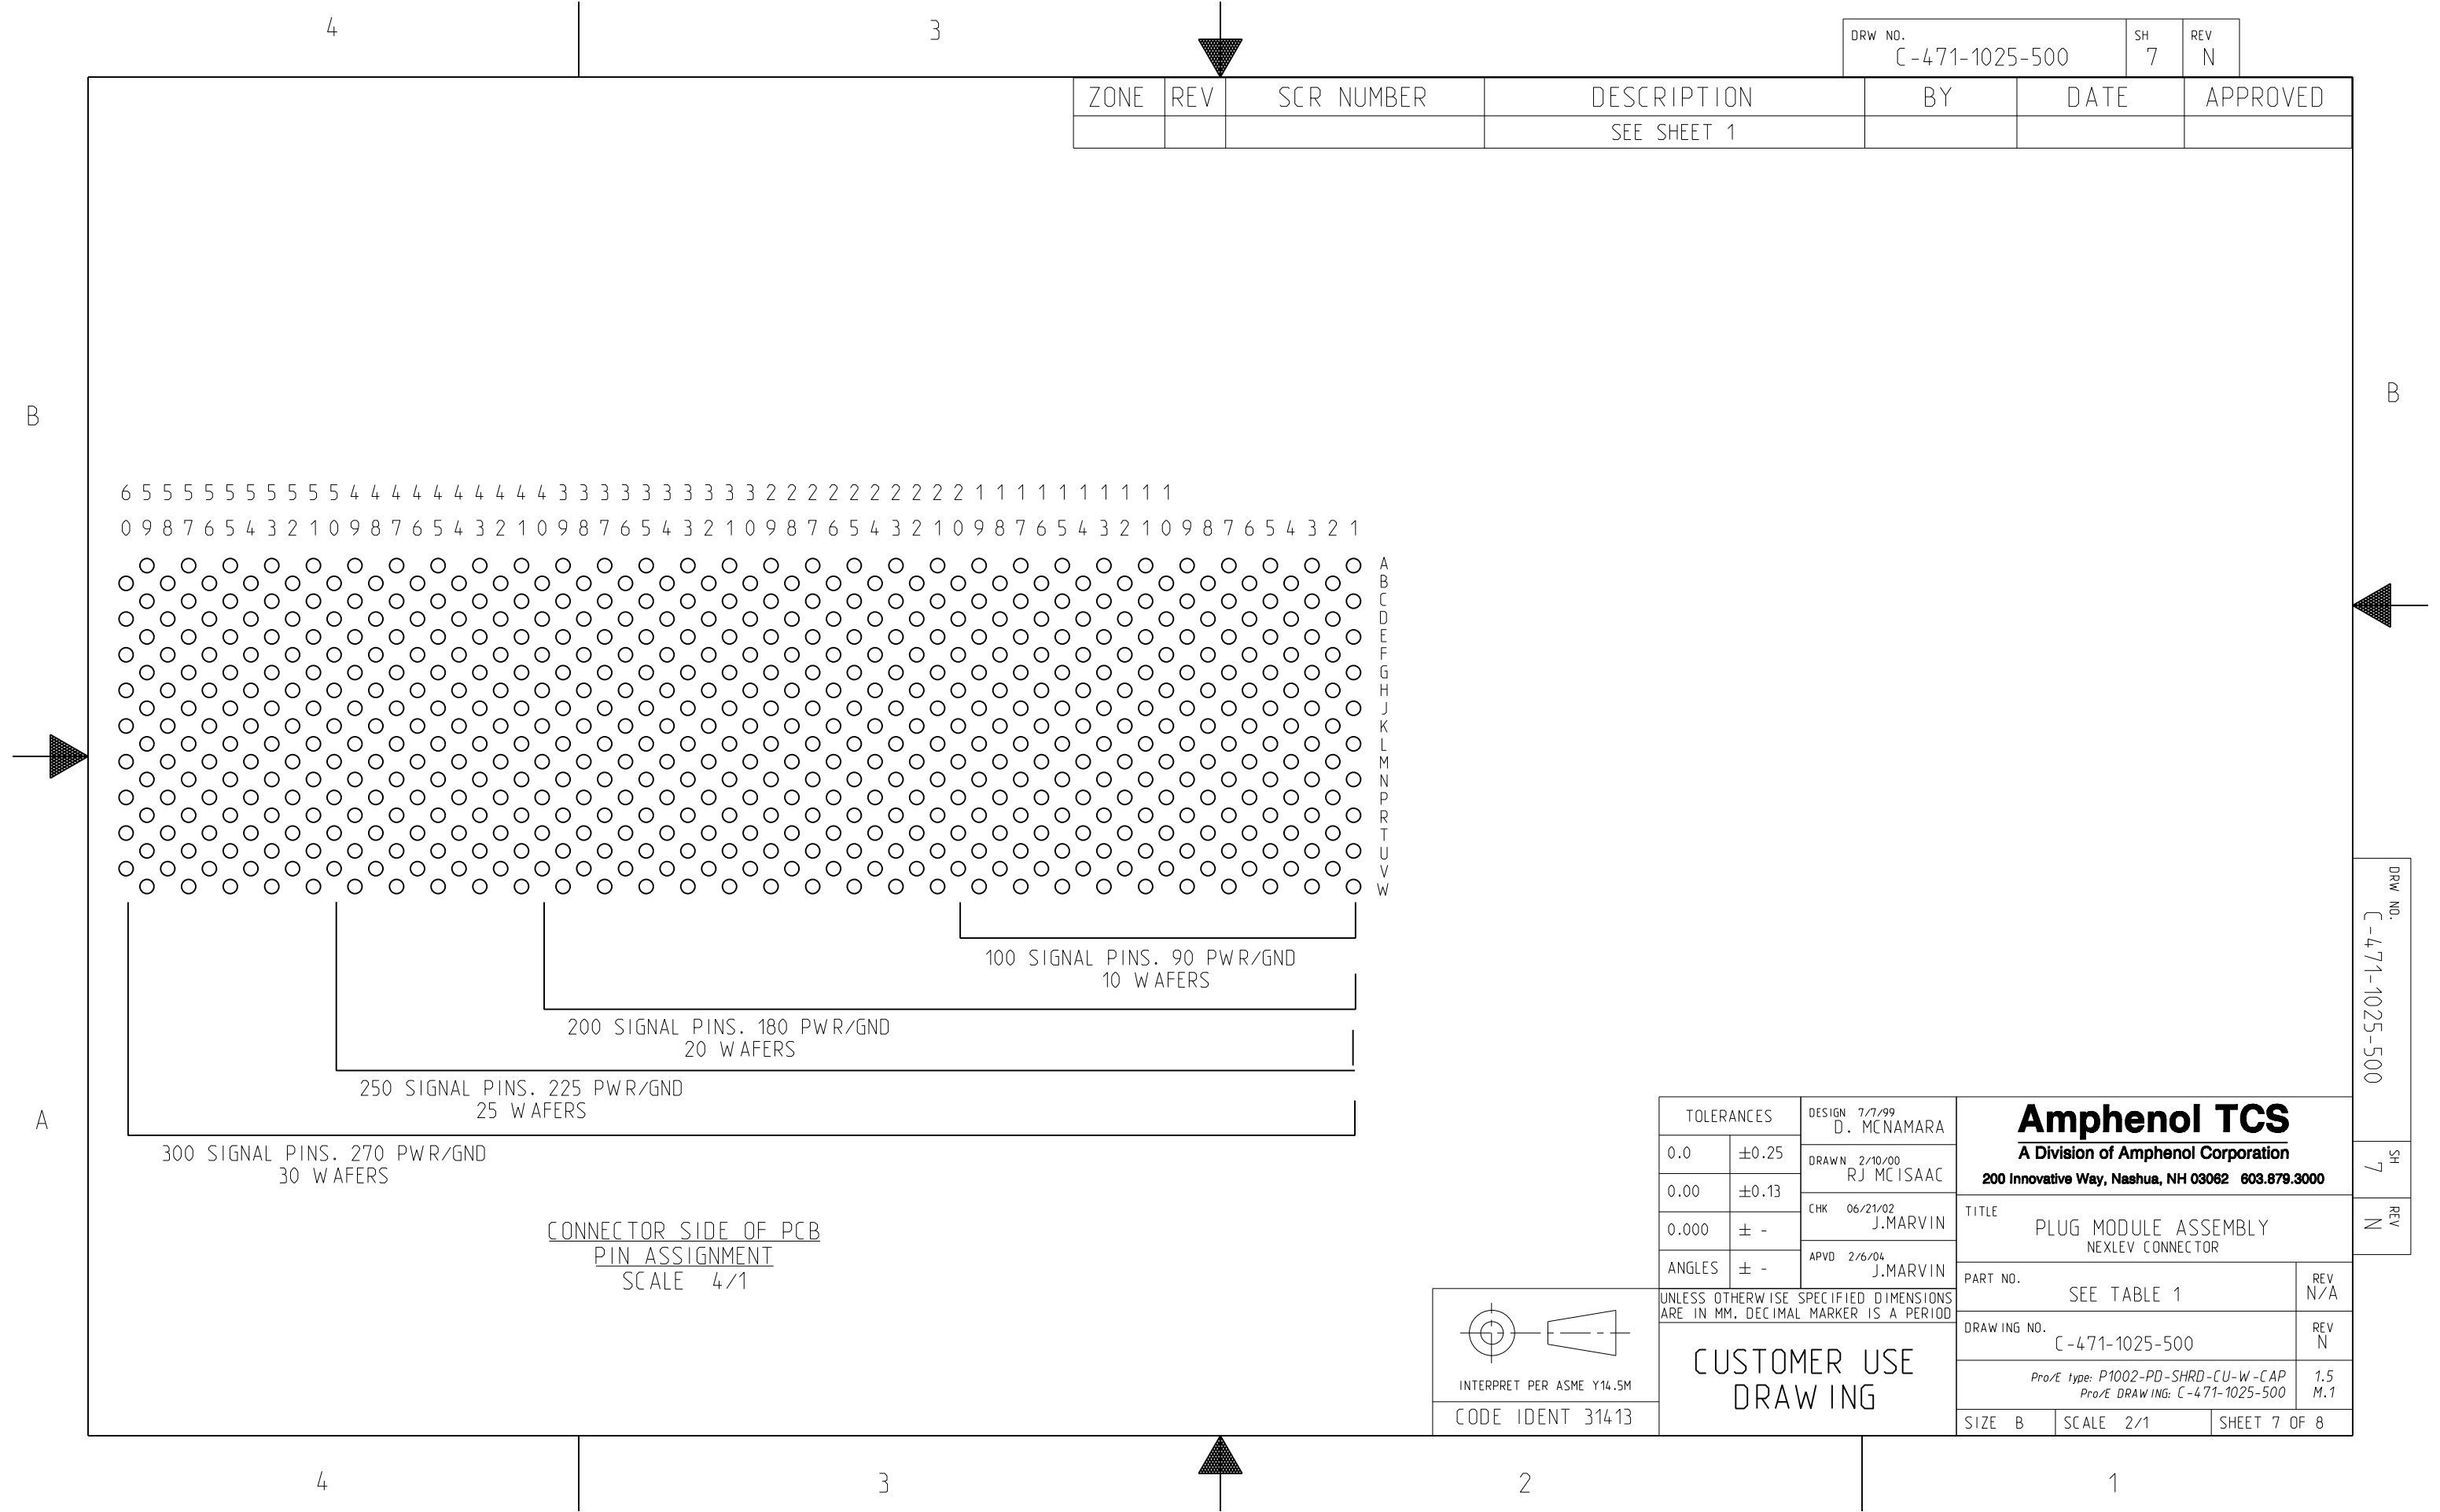 4 3
DRW NO. C-471-1025-500 SH 7 REV N
ZONE REV SCR NUMBER DESCRIPTION BY DATE APPROVED
SEE SHEET 1
B B
6 5 5 5 5 5 5 5 5 5 5 4 4 4 4 4 4 4 4 4 4 3 3 3 3 3 3 3 3 3 3 2 2 2 2 2 2 2 2 2 2 1 1 1 1 1 1 1 1 1 1
0 9 8 7 6 5 4 3 2 1 0 9 8 7 6 5 4 3 2 1 0 9 8 7 6 5 4 3 2 1 0 9 8 7 6 5 4 3 2 1 0 9 8 7 6 5 4 3 2 1 0 9 8 7 6 5 4 3 2 1
A
B
C
D
E
F
G
H
J
K
L
M
N
P
R
T
U
V
W
100 SIGNAL PINS. 90 PWR/GND
10 WAFERS
200 SIGNAL PINS. 180 PWR/GND
20 WAFERS
250 SIGNAL PINS. 225 PWR/GND
25 WAFERS
300 SIGNAL PINS. 270 PWR/GND
30 WAFERS
CONNECTOR SIDE OF PCB
PIN ASSIGNMENT
SCALE 4/1
A
DRW NO. C-471-1025-500 SH 7 REV N
TOLERANCES
0.0 ±0.25
0.00 ±0.13
0.000 ± -
ANGLES ± -
DESIGN 7/7/99
D. MCNAMARA
DRAWN 2/10/00
RJ MCISAAC
CHK 06/21/02
J.MARVIN
APVD 2/6/04
J.MARVIN
UNLESS OTHERWISE SPECIFIED DIMENSIONS
ARE IN MM. DECIMAL MARKER IS A PERIOD
CUSTOMER USE
DRAWING
INTERPRET PER ASME Y14.5M
CODE IDENT 31413
Amphenol TCS
A Division of Amphenol Corporation
200 Innovative Way, Nashua, NH 03062 603.879.3000
TITLE
PLUG MODULE ASSEMBLY
NEXLEV CONNECTOR
PART NO. SEE TABLE 1 REV N/A
DRAWING NO. C-471-1025-500 REV N
Pro/E type: P1002-PD-SHRD-CU-W-CAP 1.5
Pro/E DRAWING: C-471-1025-500 M.1
SIZE B SCALE 2/1 SHEET 7 OF 8
4 3 2 1